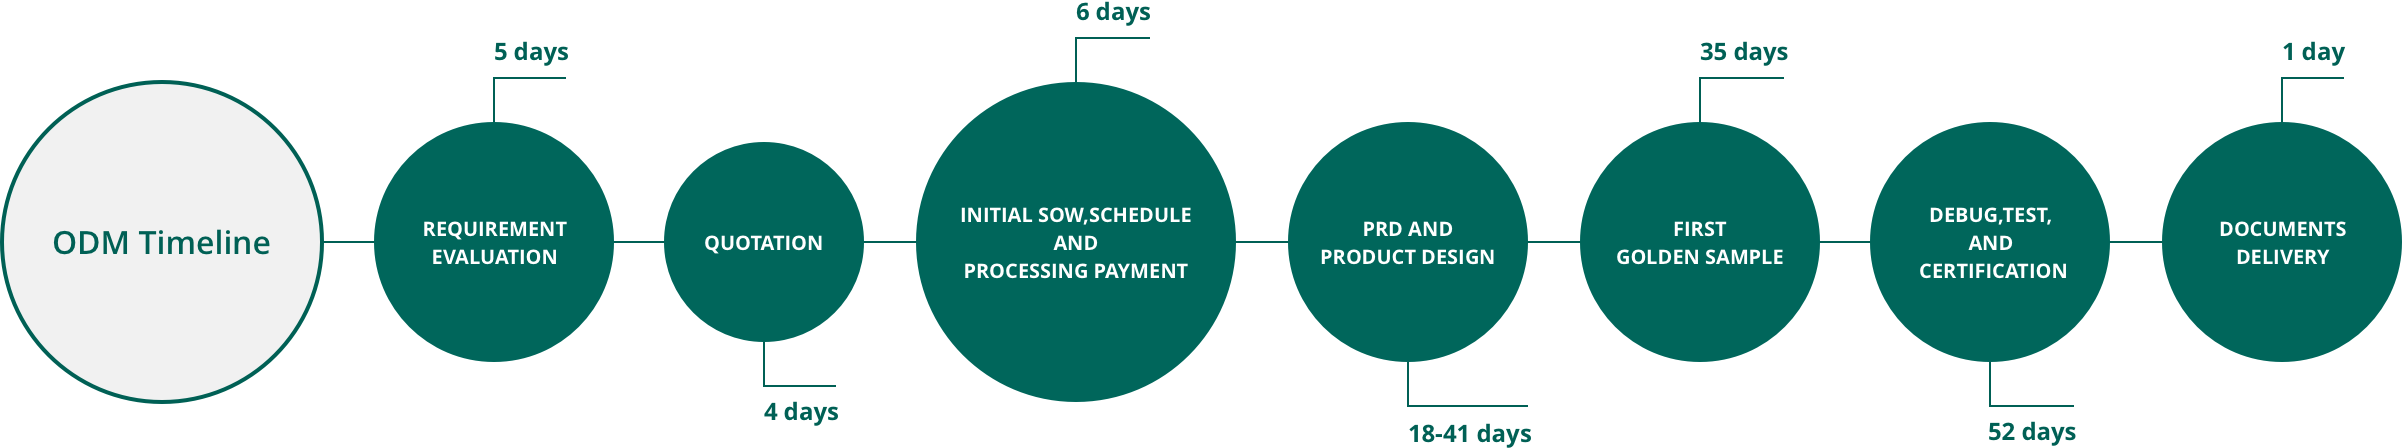 ODM Timeline
5 days
REQUIREMENT
EVALUATION
QUOTATION
4 days
6 days
INITIAL SOW,SCHEDULE
AND
PROCESSING PAYMENT
PRD AND
PRODUCT DESIGN
18-41 days
35 days
FIRST
GOLDEN SAMPLE
DEBUG,TEST,
AND
CERTIFICATION
52 days
1 day
DOCUMENTS
DELIVERY